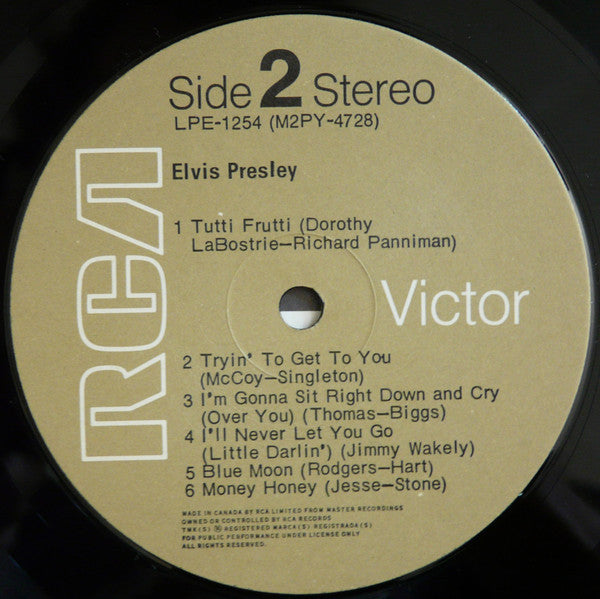 Side 2 Stereo
LPE-1254 (M2PY-4728)
Elvis Presley
1 Tutti Frutti (Dorothy
LaBostrie—Richard Panniman)
RCA
Victor
2 Tryin' To Get To You
(McCoy—Singleton)
3 I'm Gonna Sit Right Down and Cry
(Over You) (Thomas—Biggs)
4 I'll Never Let You Go
(Little Darlin') (Jimmy Wakely)
5 Blue Moon (Rodgers—Hart)
6 Money Honey (Jesse—Stone)
MADE IN CANADA BY RCA LIMITED FROM MASTER RECORDINGS
OWNED OR CONTROLLED BY RCA RECORDS
TMK(S) ® REGISTERED MARCA(S) REGISTRADA(S)
FOR PUBLIC PERFORMANCE UNDER LICENSE ONLY
ALL RIGHTS RESERVED.